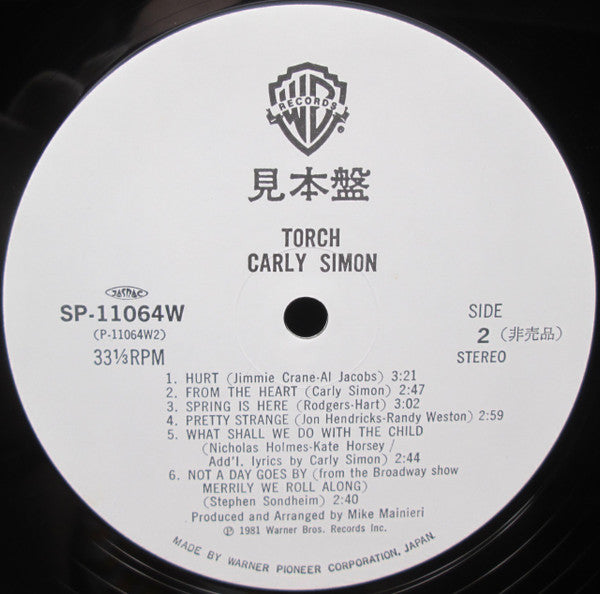 WB
RECORDS
®
見本盤
TORCH
CARLY SIMON
JASRAC
SP-11064W
(P-11064W2)
33⅓RPM
SIDE
2 (非売品)
STEREO
1. HURT (Jimmie Crane-Al Jacobs) 3:21
2. FROM THE HEART (Carly Simon) 2:47
3. SPRING IS HERE (Rodgers-Hart) 3:02
4. PRETTY STRANGE (Jon Hendricks-Randy Weston) 2:59
5. WHAT SHALL WE DO WITH THE CHILD
(Nicholas Holmes-Kate Horsey /
Add'l. lyrics by Carly Simon) 2:44
6. NOT A DAY GOES BY (from the Broadway show
MERRILY WE ROLL ALONG)
(Stephen Sondheim) 2:40
Produced and Arranged by Mike Mainieri
℗ 1981 Warner Bros. Records Inc.
MADE BY WARNER PIONEER CORPORATION, JAPAN.